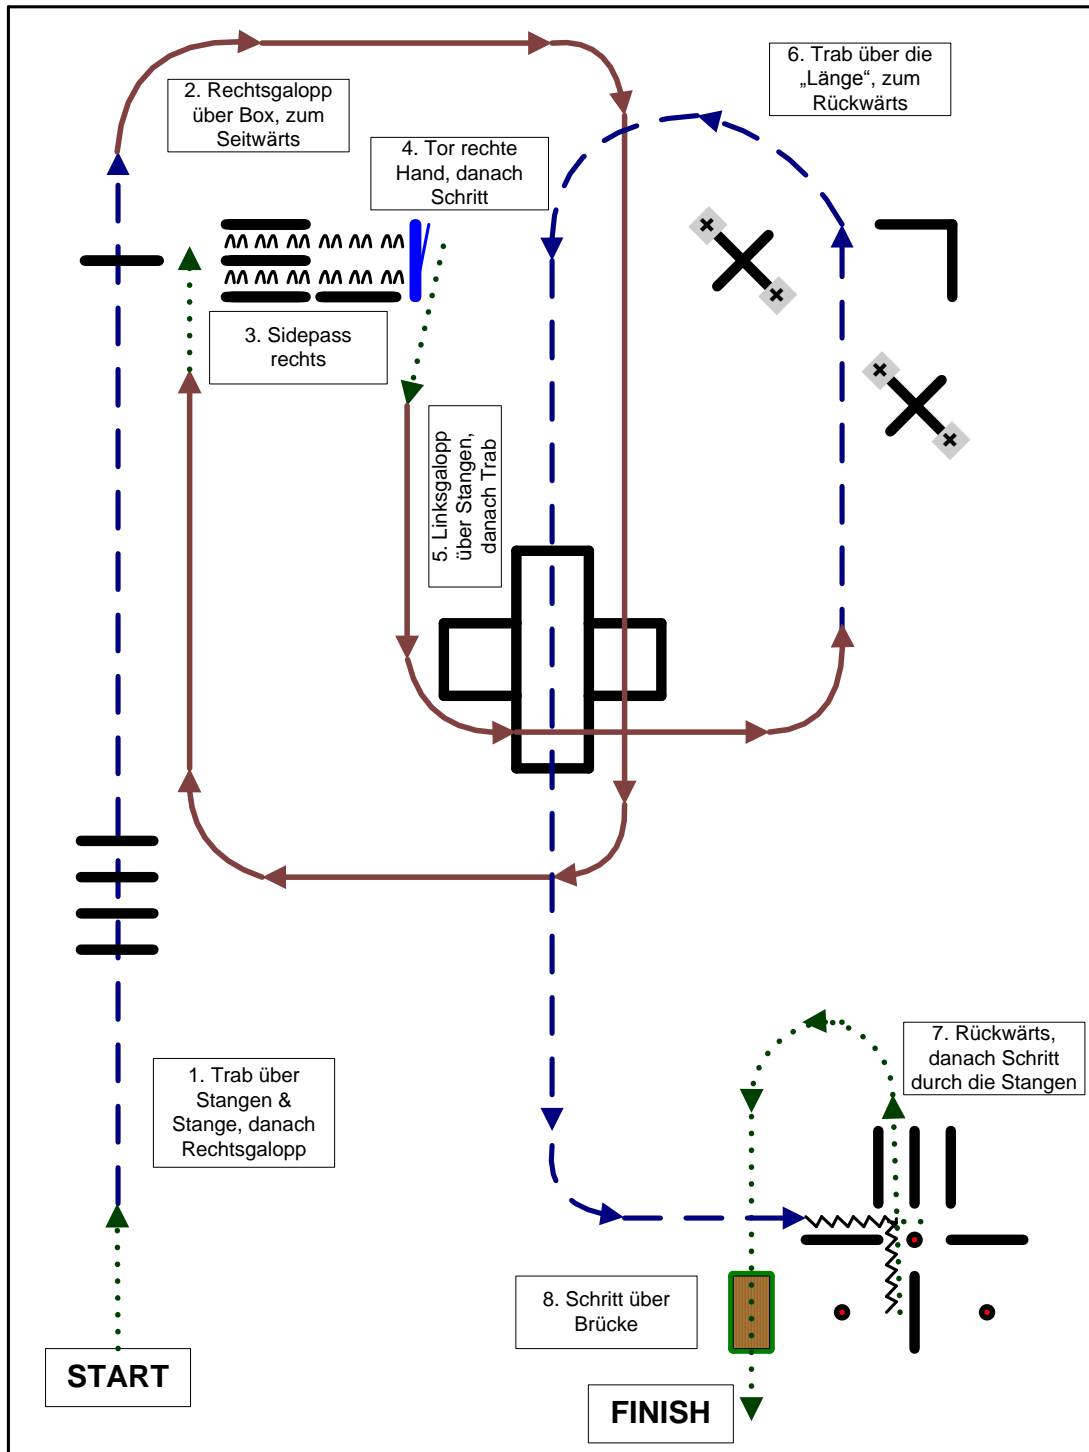 1. Trab über
Stangen &
Stange, danach
Rechtsgalopp
2. Rechtsgalopp
über Box, zum
Seitwärts
3. Sidepass
rechts
4. Tor rechte
Hand, danach
Schritt
5. Linksgalopp
über Stangen,
danach Trab
6. Trab über die
„Länge“, zum
Rückwärts
7. Rückwärts,
danach Schritt
durch die Stangen
8. Schritt über
Brücke
START
FINISH